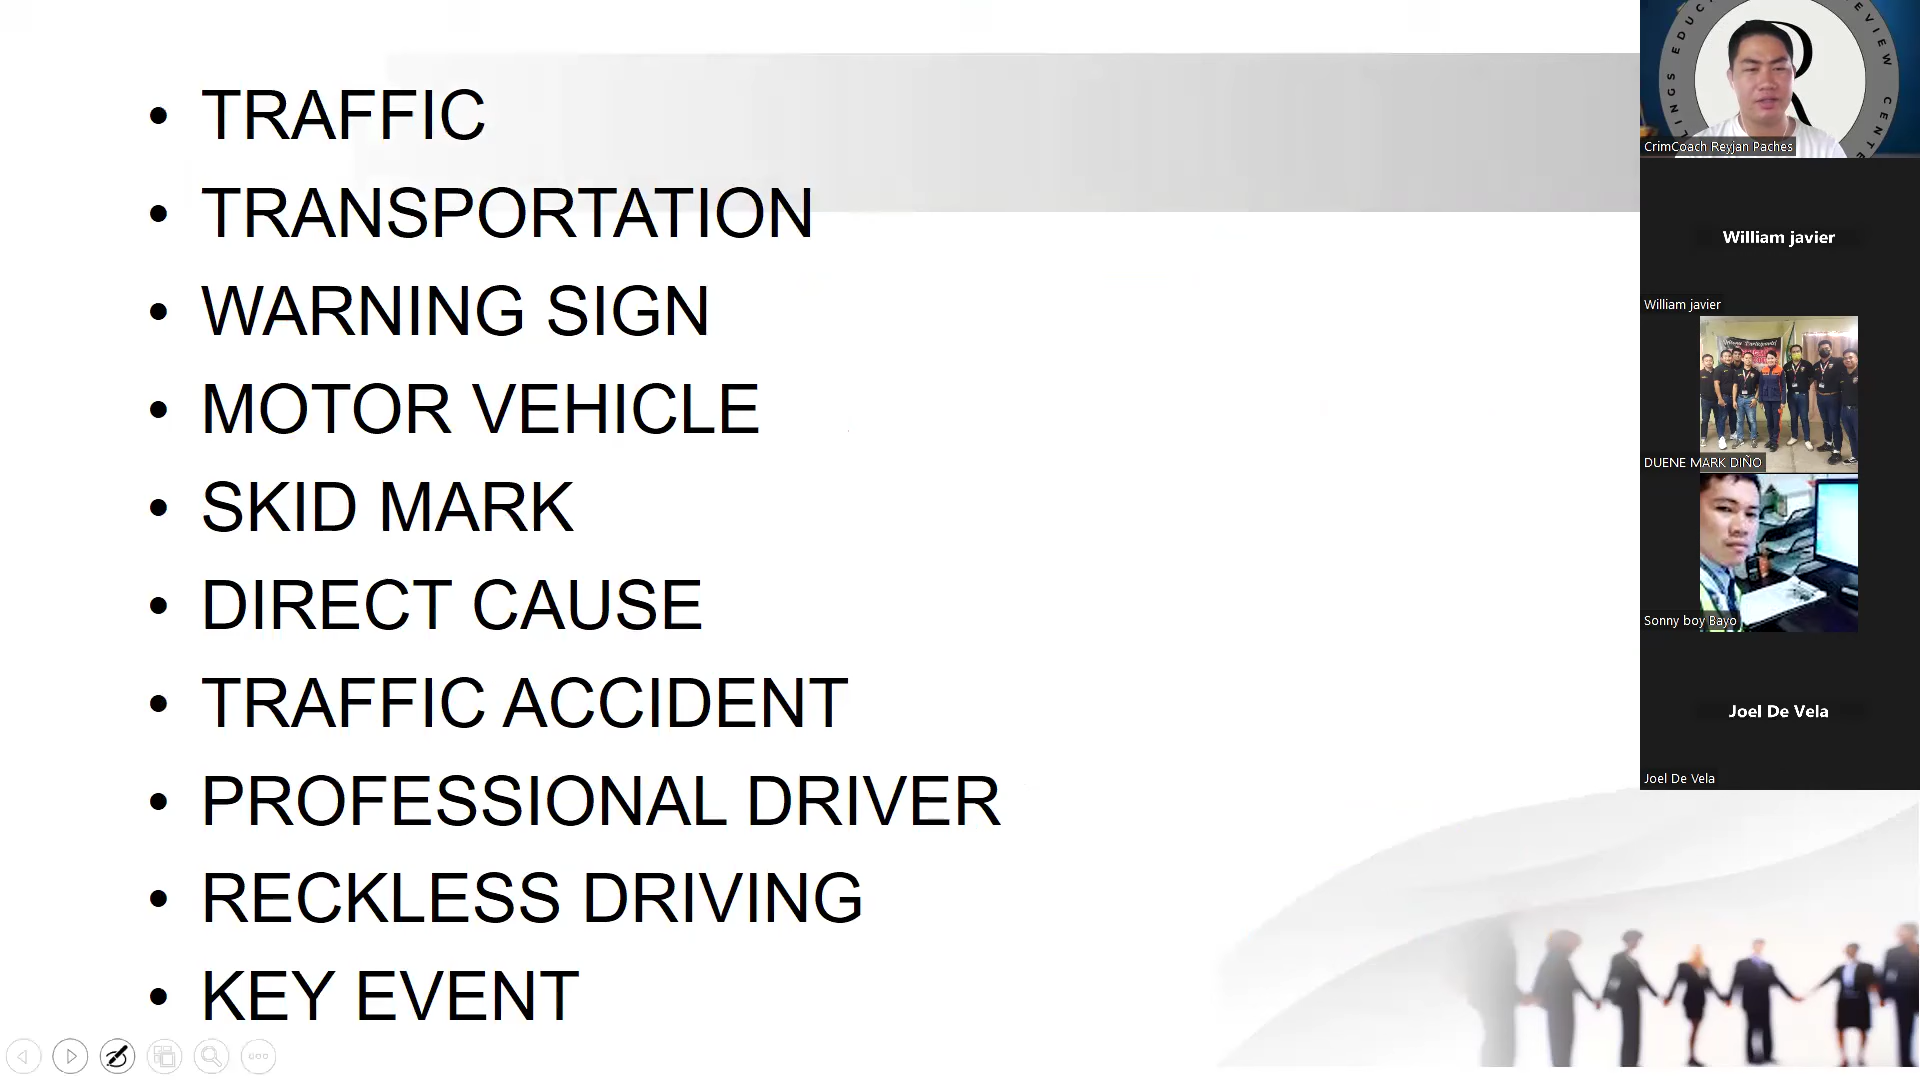 • TRAFFIC
• TRANSPORTATION
• WARNING SIGN
• MOTOR VEHICLE
• SKID MARK
• DIRECT CAUSE
• TRAFFIC ACCIDENT
• PROFESSIONAL DRIVER
• RECKLESS DRIVING
• KEY EVENT
R
CrimCoach Reyjan Paches
William javier
William javier
DUENE MARK DIÑO
Sonny boy Bayo
Joel De Vela
Joel De Vela